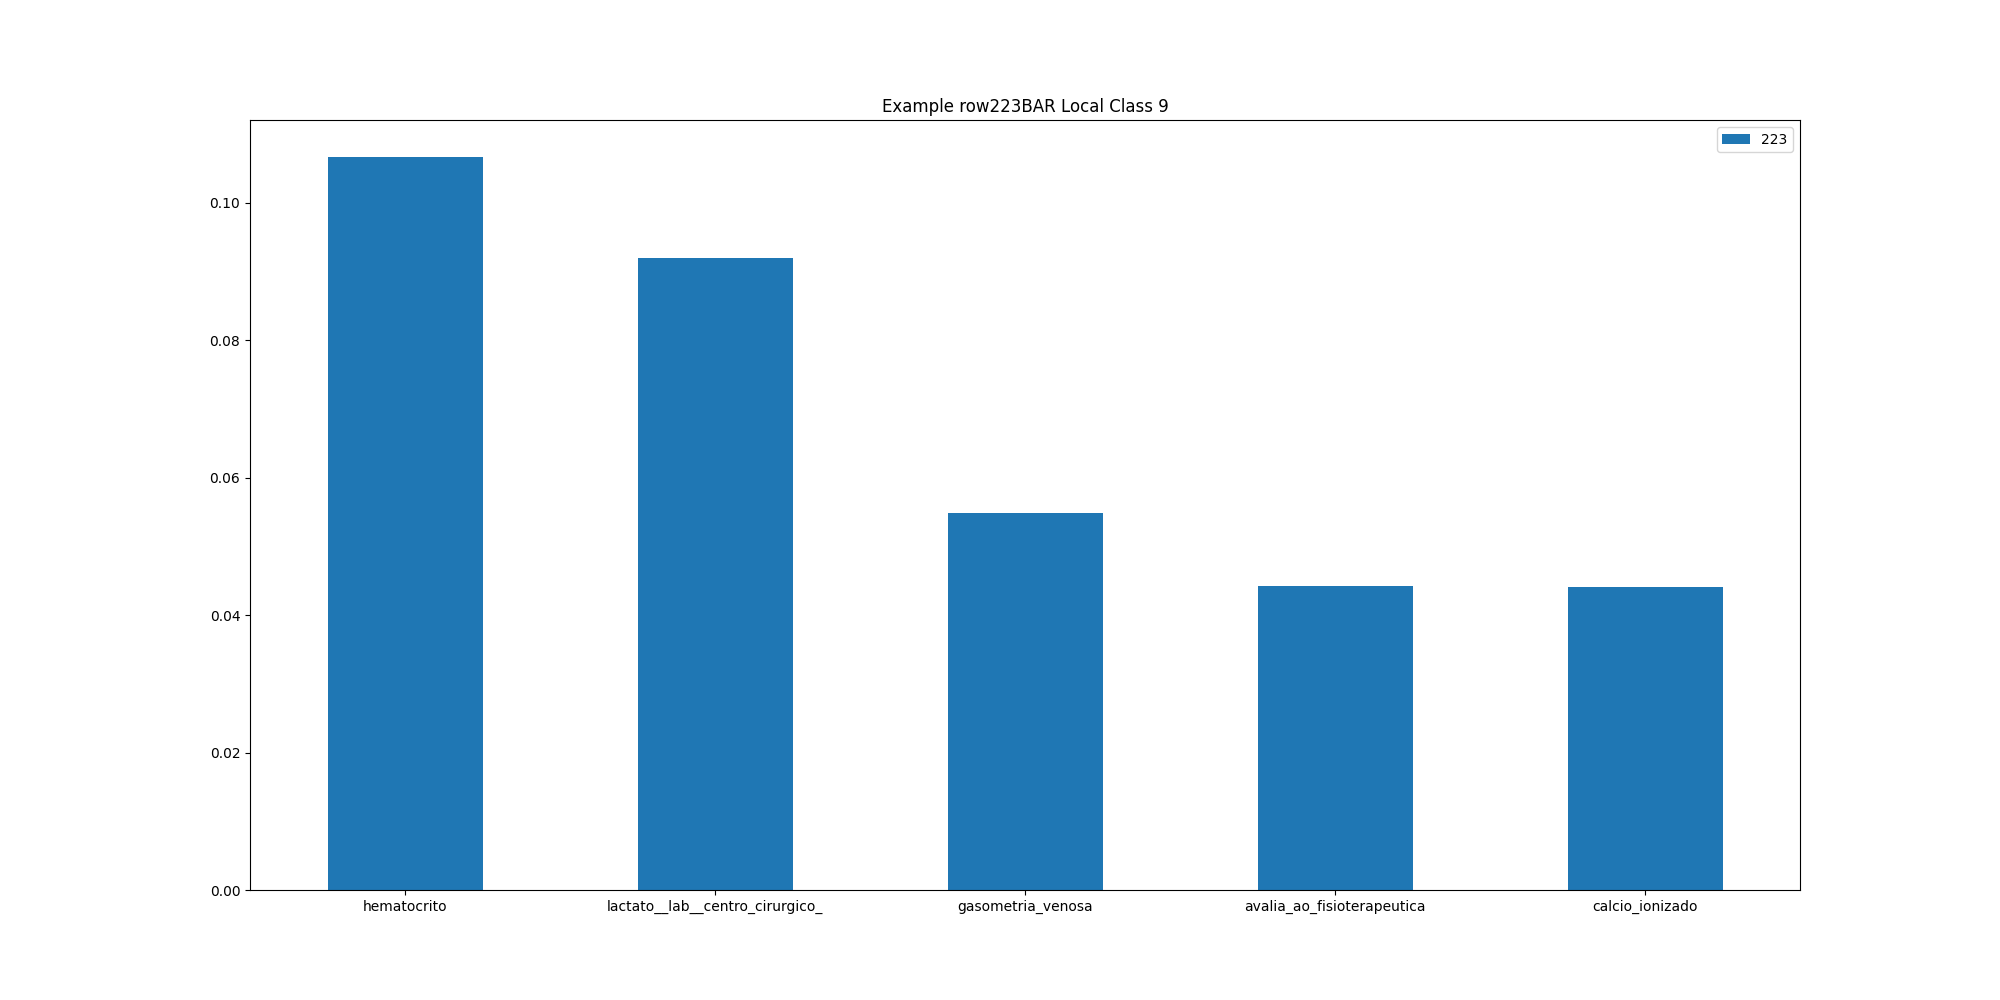 Example row223BAR Local Class 9
223
0.10
0.08
0.06
0.04
0.02
0.00
hematocrito
lactato__lab__centro_cirurgico_
gasometria_venosa
avalia_ao_fisioterapeutica
calcio_ionizado